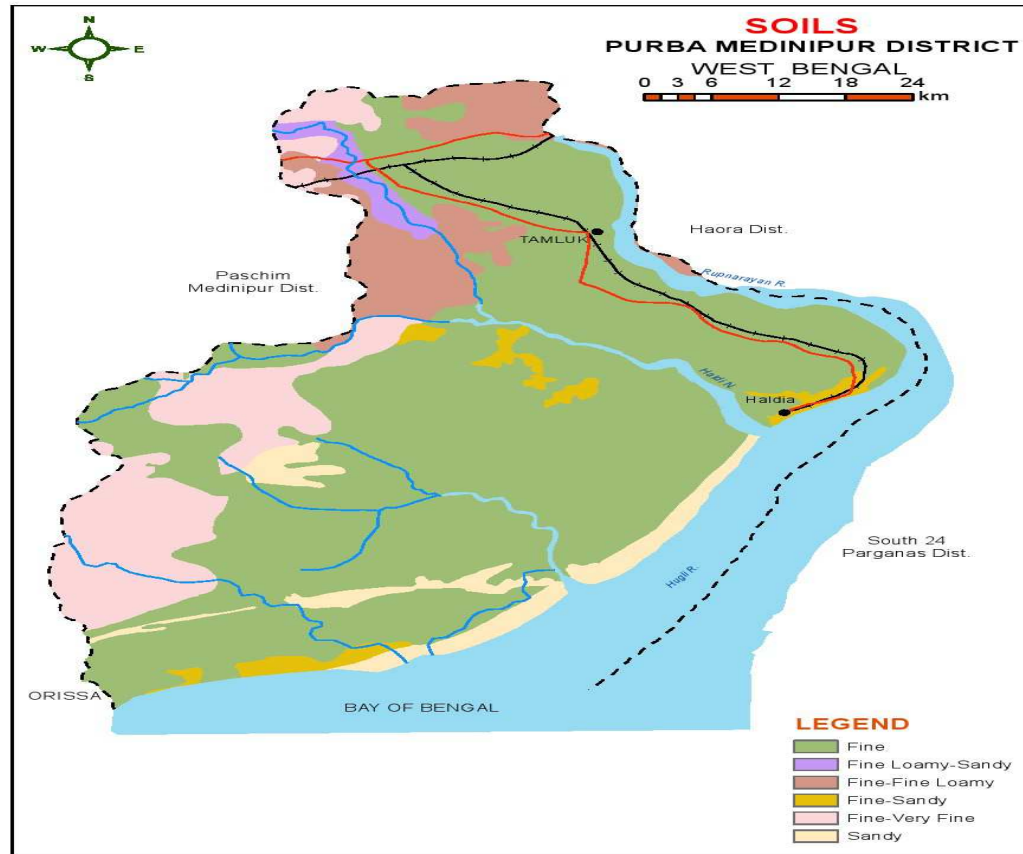 SOILS
PURBA MEDINIPUR DISTRICT
WEST BENGAL
0 3 6 12 18 24
km
N
W E
S
Haora Dist.
TAMLUK
Paschim
Medinipur Dist.
Rupnarayan R.
Haldi N.
Haldia
South 24
Parganas Dist.
Hugli R.
ORISSA
BAY OF BENGAL
LEGEND
Fine
Fine Loamy-Sandy
Fine-Fine Loamy
Fine-Sandy
Fine-Very Fine
Sandy